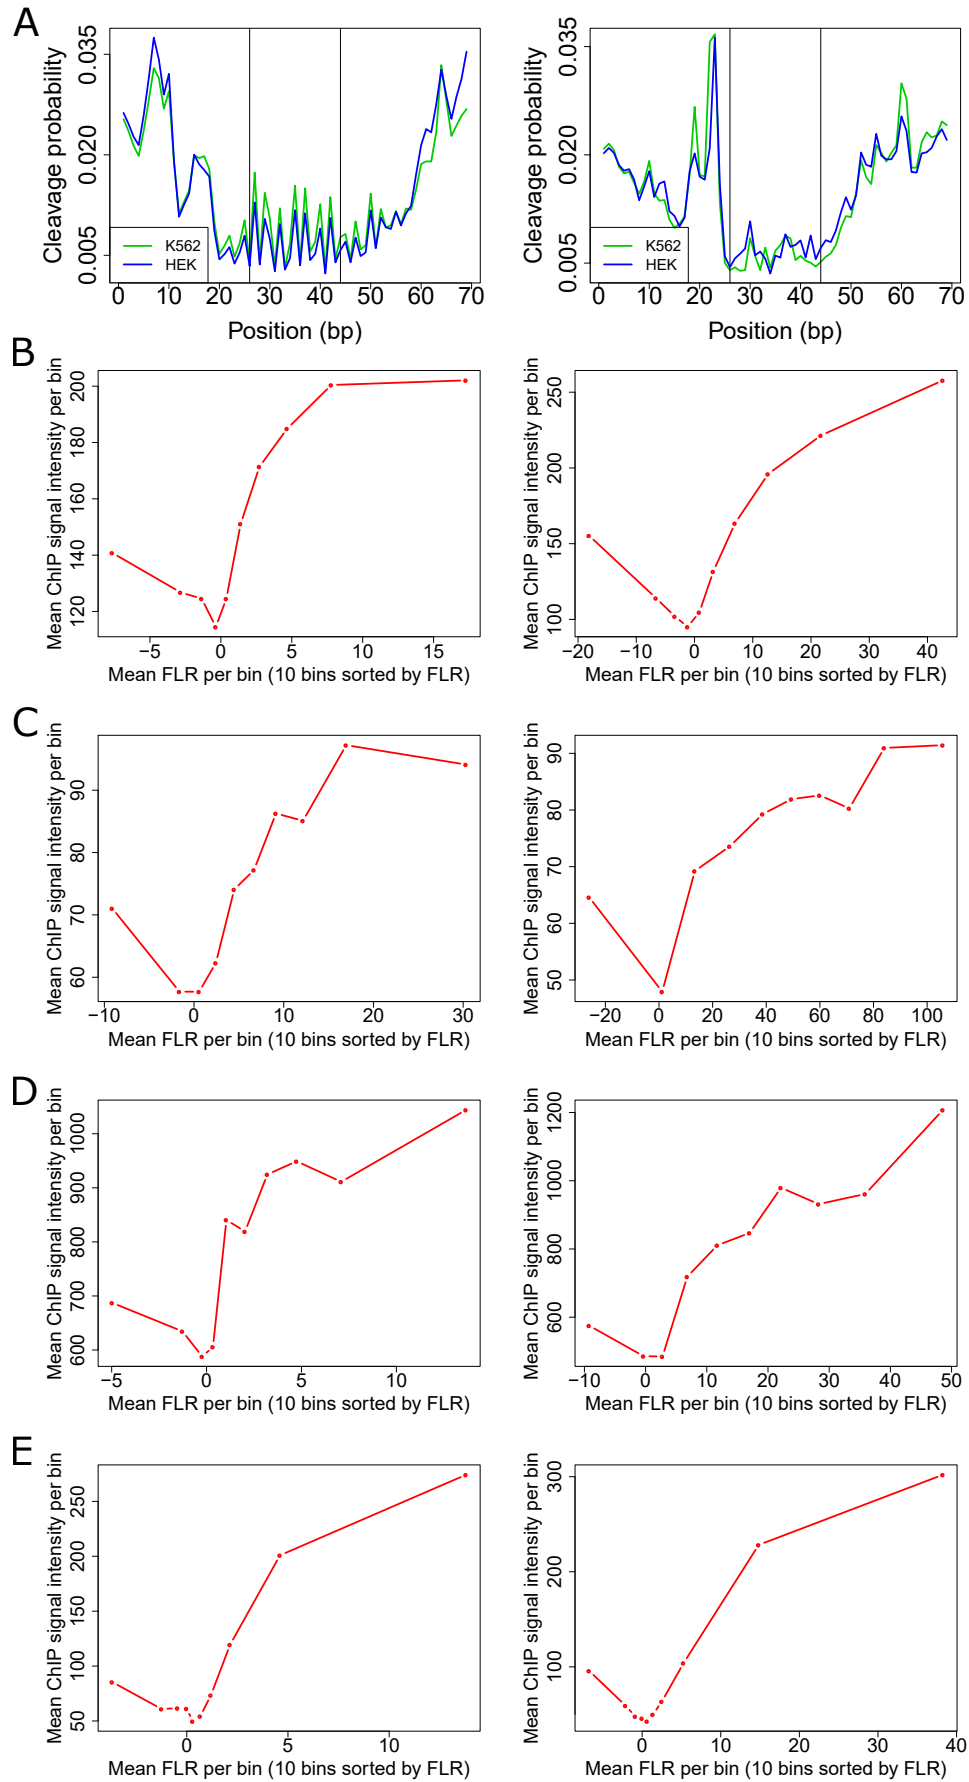 A
Cleavage probability
0.005 0.020 0.035
K562
HEK
0 10 20 30 40 50 60 70
Position (bp)
Cleavage probability
0.005 0.020 0.035
K562
HEK
0 10 20 30 40 50 60 70
Position (bp)
B
Mean ChIP signal intensity per bin
120 140 160 180 200
−5 0 5 10 15
Mean FLR per bin (10 bins sorted by FLR)
Mean ChIP signal intensity per bin
100 150 200 250
−20 −10 0 10 20 30 40
Mean FLR per bin (10 bins sorted by FLR)
C
Mean ChIP signal intensity per bin
60 70 80 90
−10 0 10 20 30
Mean FLR per bin (10 bins sorted by FLR)
Mean ChIP signal intensity per bin
50 60 70 80 90
−20 0 20 40 60 80 100
Mean FLR per bin (10 bins sorted by FLR)
D
Mean ChIP signal intensity per bin
600 700 800 900 1000
−5 0 5 10
Mean FLR per bin (10 bins sorted by FLR)
Mean ChIP signal intensity per bin
600 800 1000 1200
−10 0 10 20 30 40 50
Mean FLR per bin (10 bins sorted by FLR)
E
Mean ChIP signal intensity per bin
50 100 150 200 250
0 5 10
Mean FLR per bin (10 bins sorted by FLR)
Mean ChIP signal intensity per bin
100 200 300
0 10 20 30 40
Mean FLR per bin (10 bins sorted by FLR)